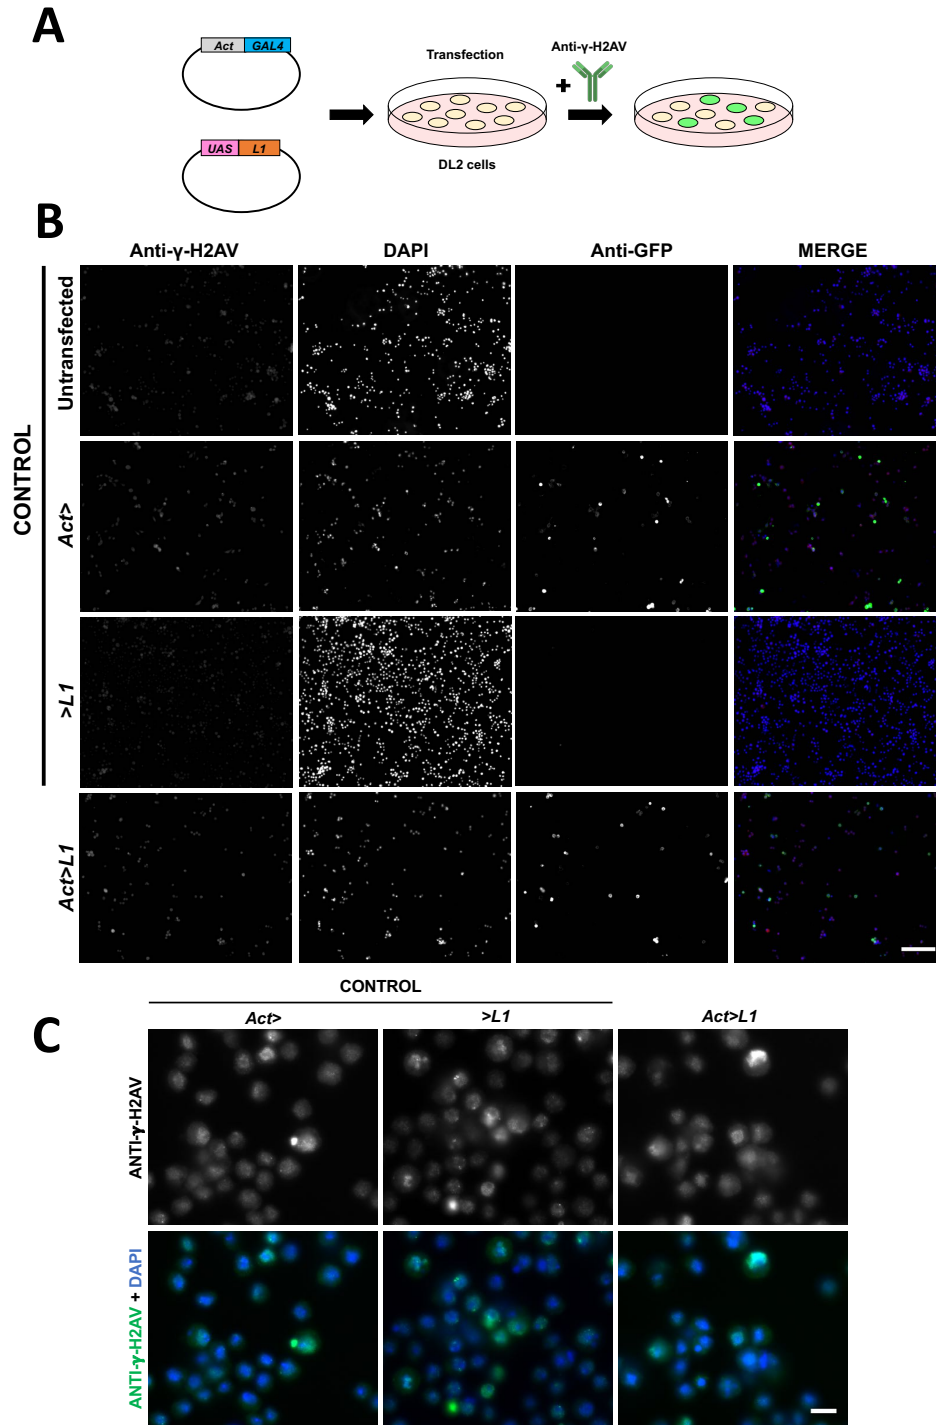 A
Act GAL4
UAS L1
Transfection
DL2 cells
Anti-γ-H2AV
+
B
Anti-γ-H2AV DAPI Anti-GFP MERGE
CONTROL
Untransfected
Act>
>L1
Act>L1
C
CONTROL
Act> >L1 Act>L1
ANTI-γ-H2AV
ANTI-γ-H2AV + DAPI